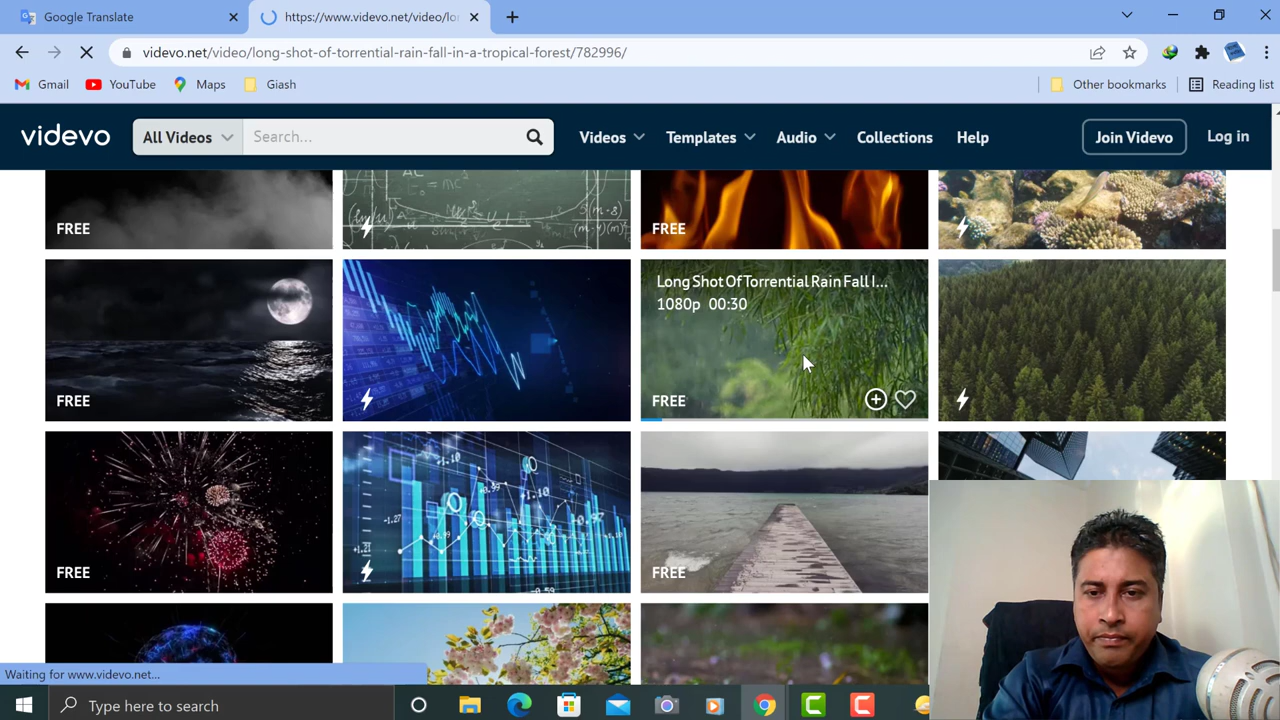 Google Translate
https://www.videvo.net/video/lo
videvo.net/video/long-shot-of-torrential-rain-fall-in-a-tropical-forest/782996/
Gmail YouTube Maps Giash Other bookmarks Reading list
videvo All Videos Search... Videos Templates Audio Collections Help Join Videvo Log in
FREE FREE
Long Shot Of Torrential Rain Fall I...
1080p 00:30
FREE FREE
FREE FREE
Waiting for www.videvo.net...
Type here to search